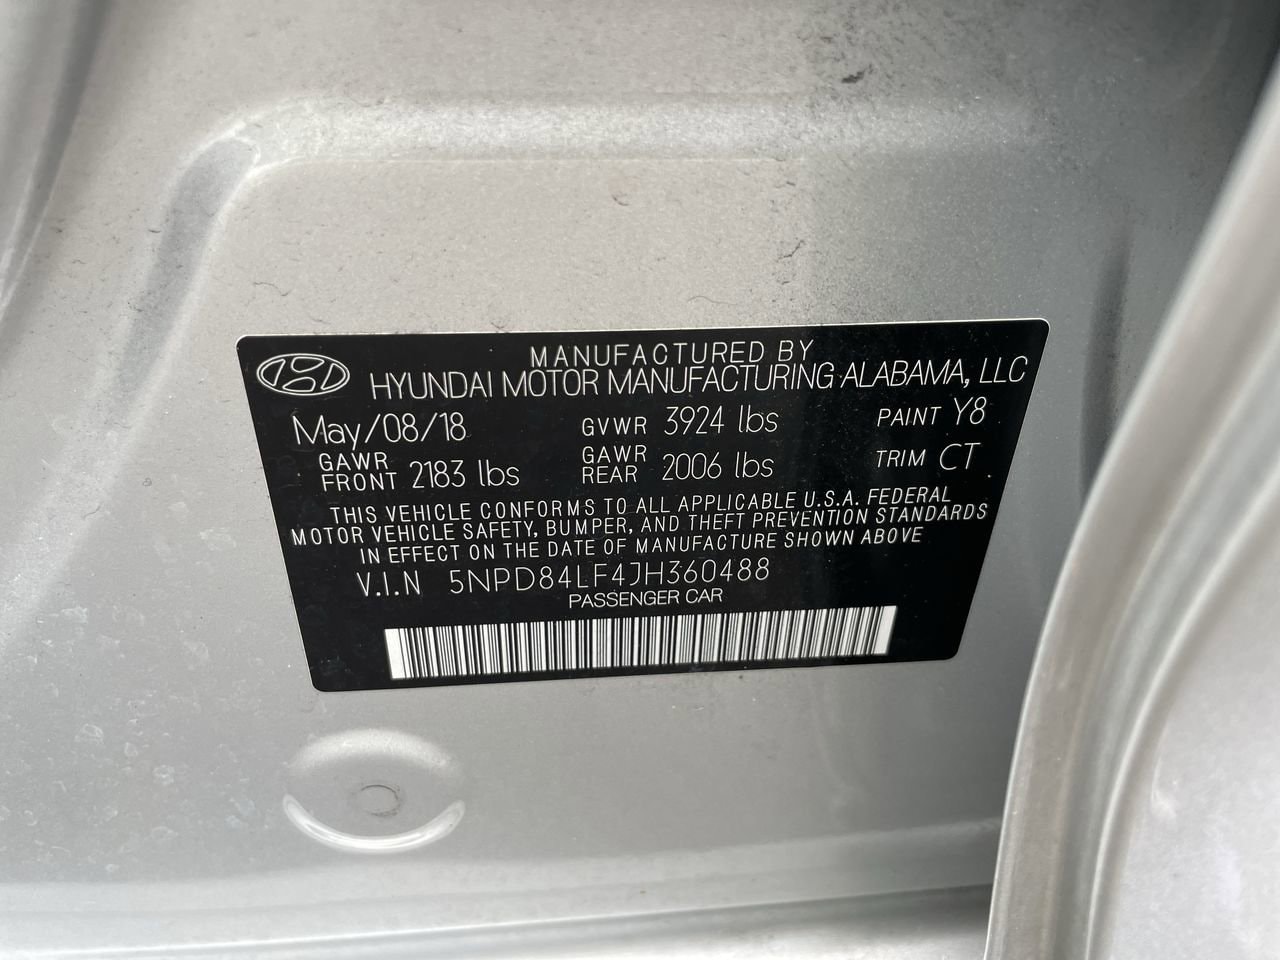 MANUFACTURED BY
HYUNDAI MOTOR MANUFACTURING ALABAMA, LLC
May/08/18 GVWR 3924 lbs PAINT Y8
GAWR FRONT 2183 lbs GAWR REAR 2006 lbs TRIM CT
THIS VEHICLE CONFORMS TO ALL APPLICABLE U.S.A. FEDERAL
MOTOR VEHICLE SAFETY, BUMPER, AND THEFT PREVENTION STANDARDS
IN EFFECT ON THE DATE OF MANUFACTURE SHOWN ABOVE
V.I.N 5NPD84LF4JH360488
PASSENGER CAR